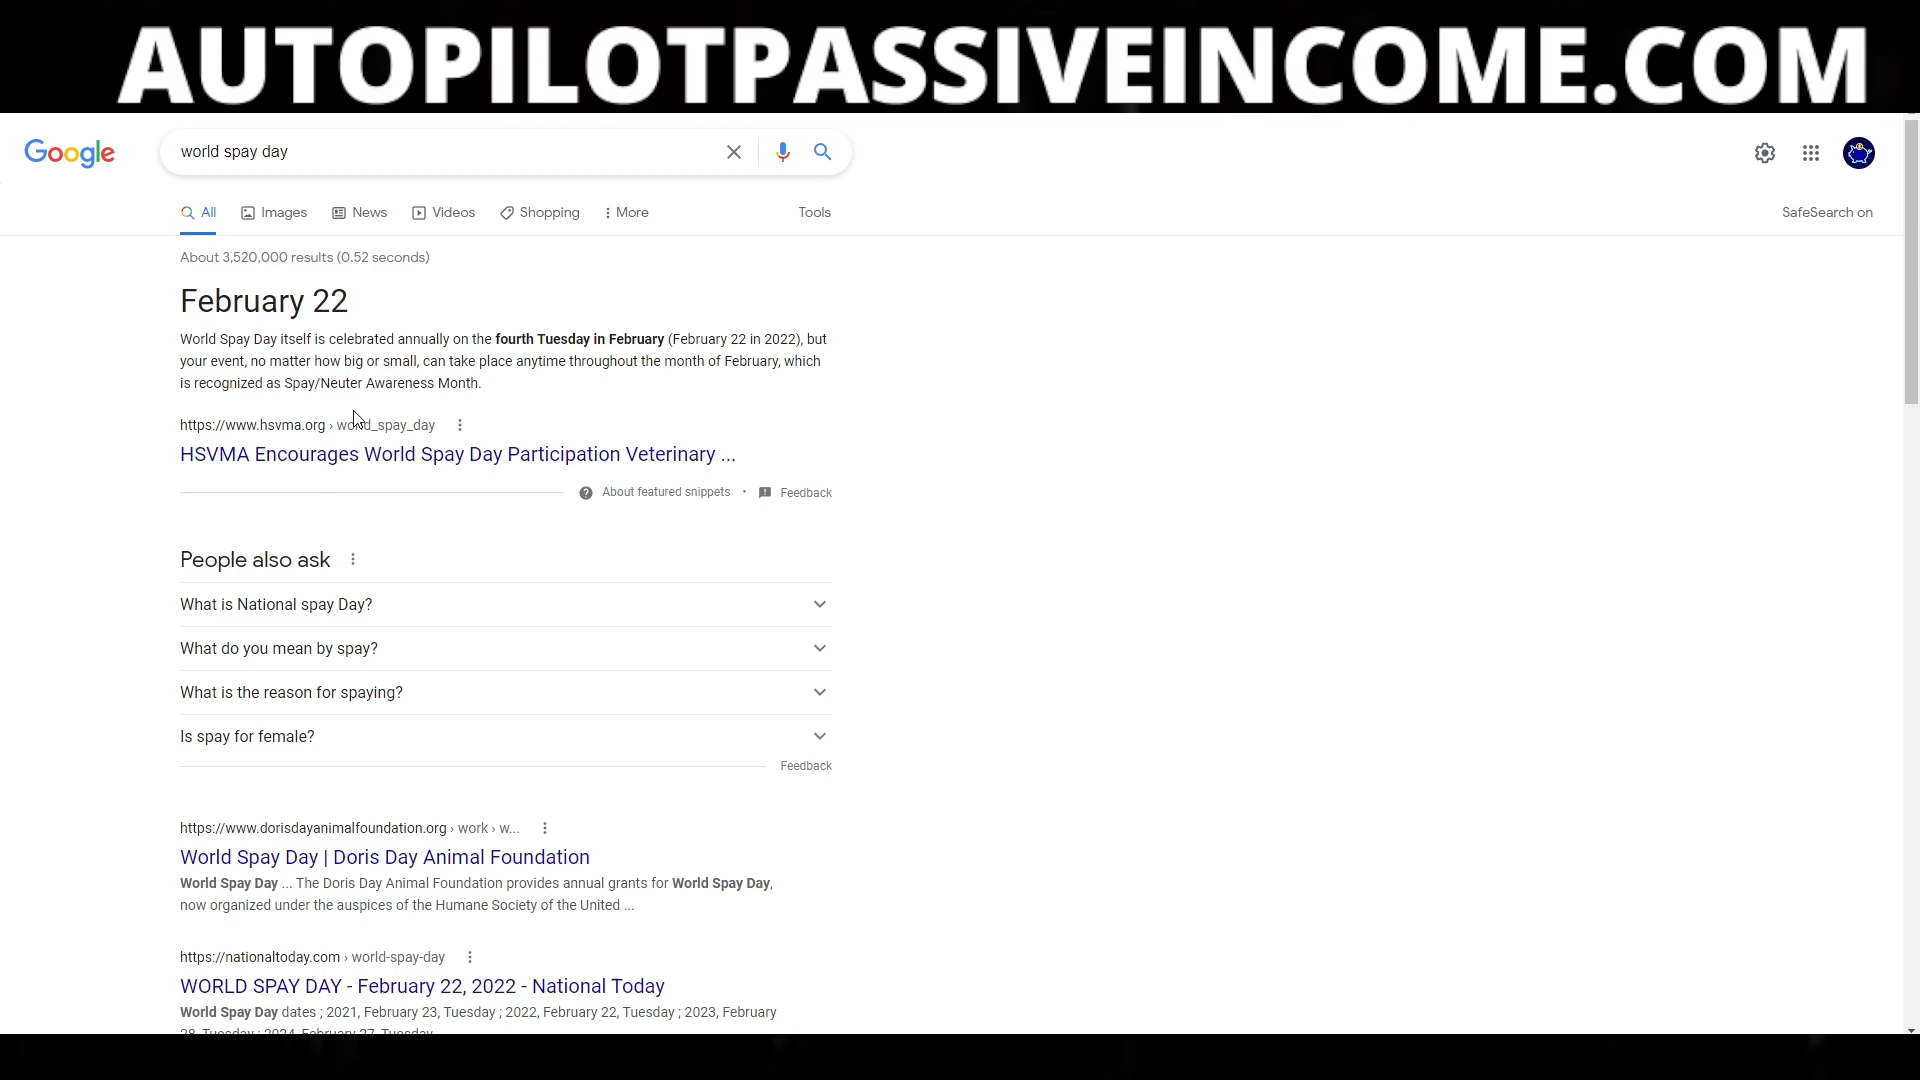 AUTOPILOTPASSIVEINCOME.COM
Google
world spay day
All
Images
News
Videos
Shopping
More
Tools
SafeSearch on
About 3,520,000 results (0.52 seconds)
February 22
World Spay Day itself is celebrated annually on the fourth Tuesday in February (February 22 in 2022), but
your event, no matter how big or small, can take place anytime throughout the month of February, which
is recognized as Spay/Neuter Awareness Month.
https://www.hsvma.org › world_spay_day
HSVMA Encourages World Spay Day Participation Veterinary ...
About featured snippets • Feedback
People also ask
What is National spay Day?
What do you mean by spay?
What is the reason for spaying?
Is spay for female?
Feedback
https://www.dorisdayanimalfoundation.org › work › w...
World Spay Day | Doris Day Animal Foundation
World Spay Day ... The Doris Day Animal Foundation provides annual grants for World Spay Day,
now organized under the auspices of the Humane Society of the United ...
https://nationaltoday.com › world-spay-day
WORLD SPAY DAY - February 22, 2022 - National Today
World Spay Day dates ; 2021, February 23, Tuesday ; 2022, February 22, Tuesday ; 2023, February
28, Tuesday ; 2024, February 27, Tuesday